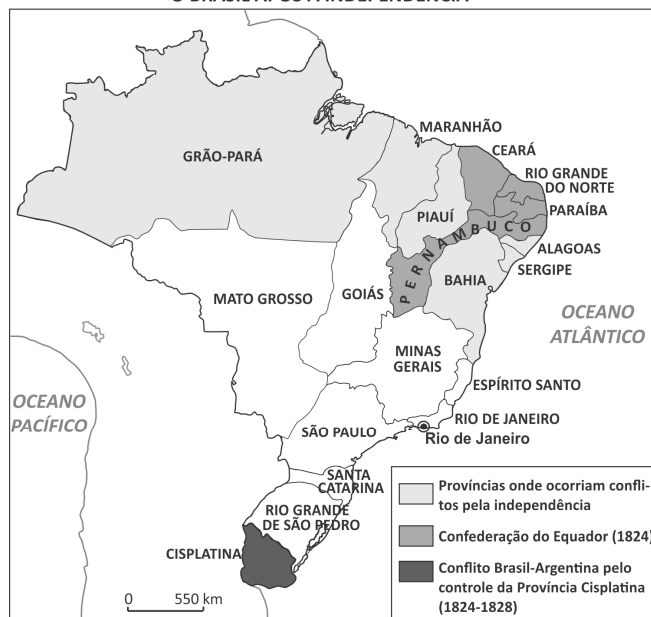 MARANHÃO
CEARÁ
RIO GRANDE
DO NORTE
PARAÍBA
GRÃO-PARÁ
PIAUÍ
PERNAMBUCO
ALAGOAS
SERGIPE
BAHIA
MATO GROSSO
GOIÁS
OCEANO
ATLÂNTICO
MINAS
GERAIS
ESPÍRITO SANTO
OCEANO
PACÍFICO
RIO DE JANEIRO
Rio de Janeiro
SÃO PAULO
SANTA
CATARINA
RIO GRANDE
DE SÃO PEDRO
CISPLATINA
0 550 km
Províncias onde ocorriam confli-
tos pela independência
Confederação do Equador (1824)
Conflito Brasil-Argentina pelo
controle da Província Cisplatina
(1824-1828)